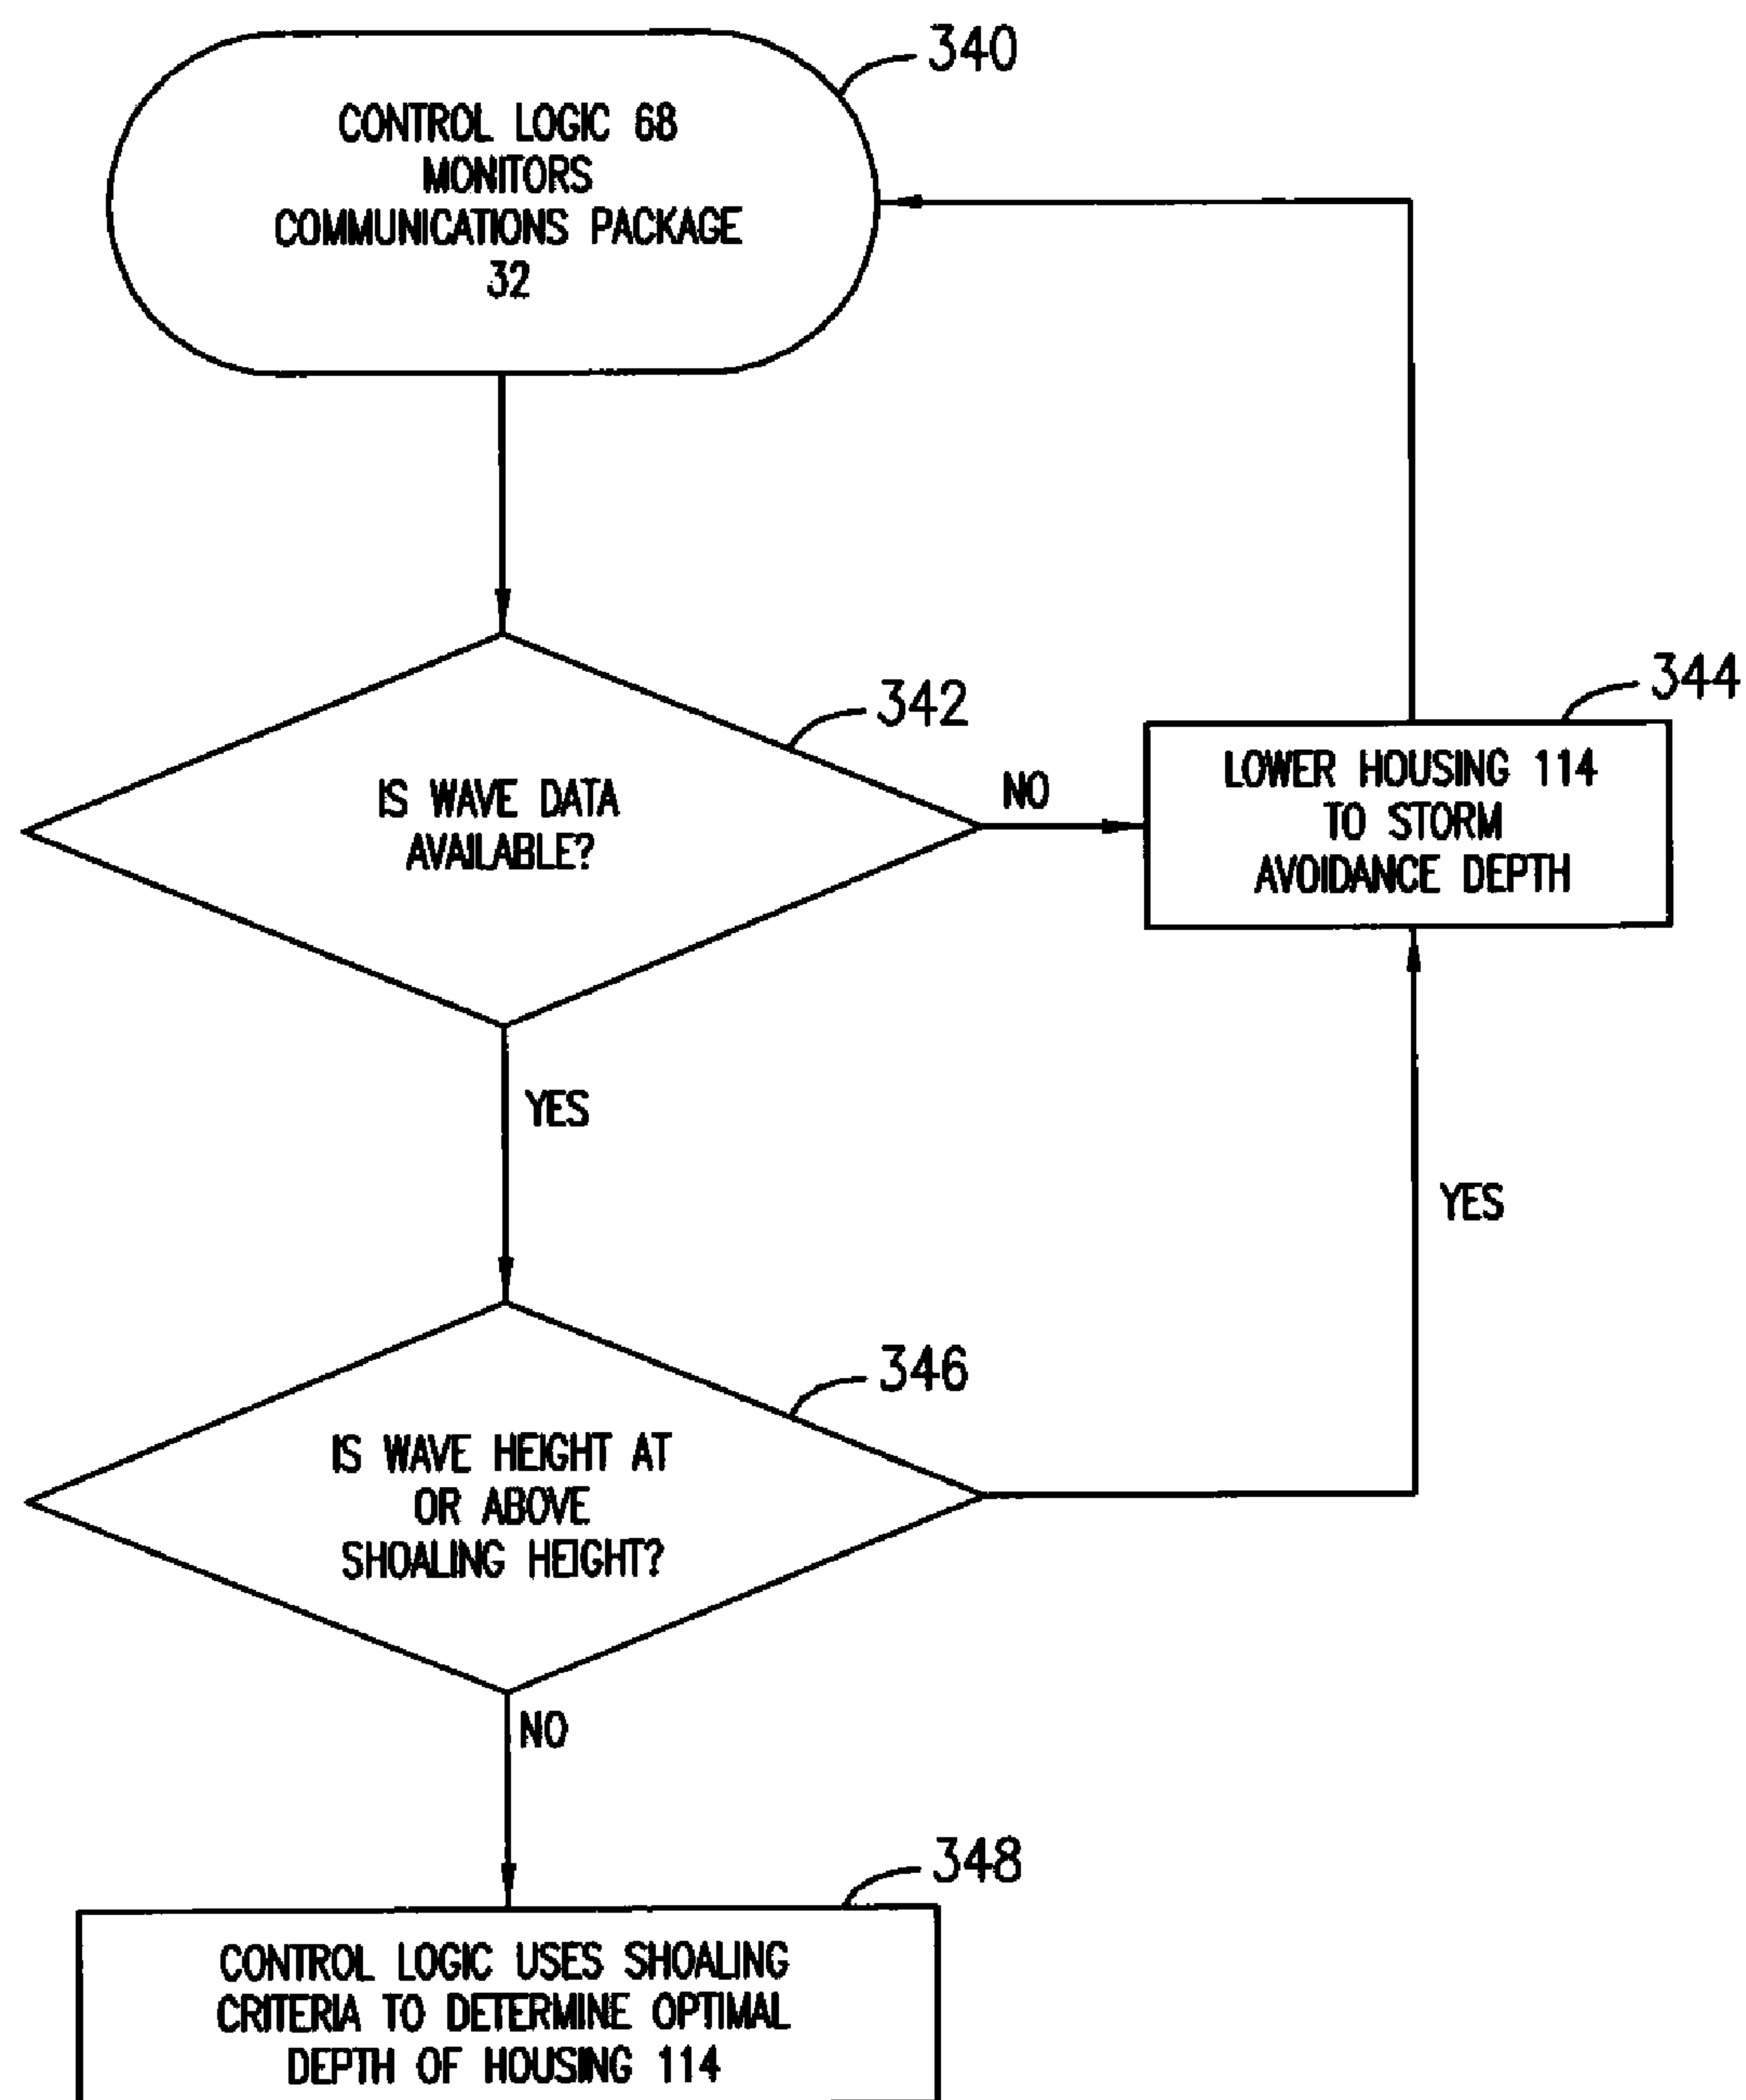 340
CONTROL LOGIC 68
MONITORS
COMMUNICATIONS PACKAGE
32
342
IS WAVE DATA
AVAILABLE?
NO
344
LOWER HOUSING 114
TO STORM
AVOIDANCE DEPTH
YES
YES
346
IS WAVE HEIGHT AT
OR ABOVE
SHOALING HEIGHT?
NO
348
CONTROL LOGIC USES SHOALING
CRITERIA TO DETERMINE OPTIMAL
DEPTH OF HOUSING 114